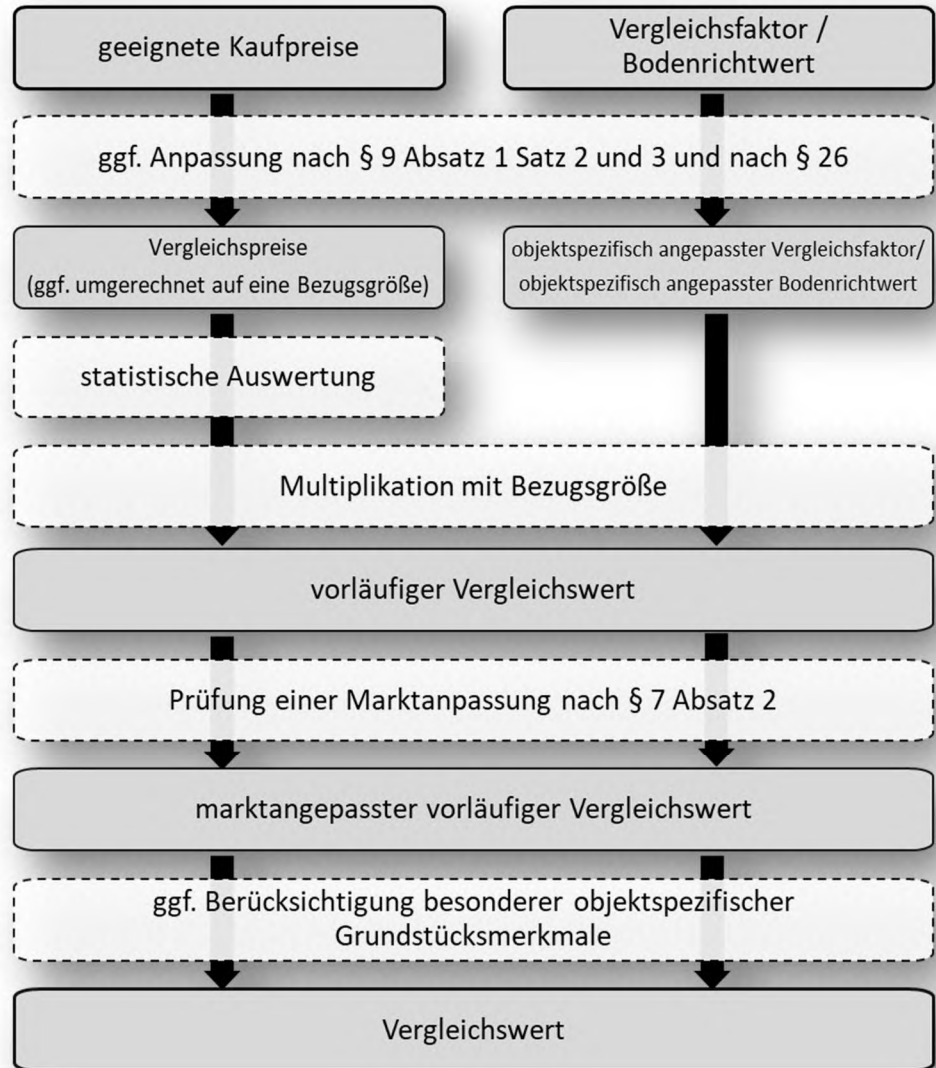 geeignete Kaufpreise
Vergleichsfaktor /
Bodenrichtwert
ggf. Anpassung nach § 9 Absatz 1 Satz 2 und 3 und nach § 26
Vergleichspreise
(ggf. umgerechnet auf eine Bezugsgröße)
objektspezifisch angepasster Vergleichsfaktor/
objektspezifisch angepasster Bodenrichtwert
statistische Auswertung
Multiplikation mit Bezugsgröße
vorläufiger Vergleichswert
Prüfung einer Marktanpassung nach § 7 Absatz 2
marktangepasster vorläufiger Vergleichswert
ggf. Berücksichtigung besonderer objektspezifischer
Grundstücksmerkmale
Vergleichswert